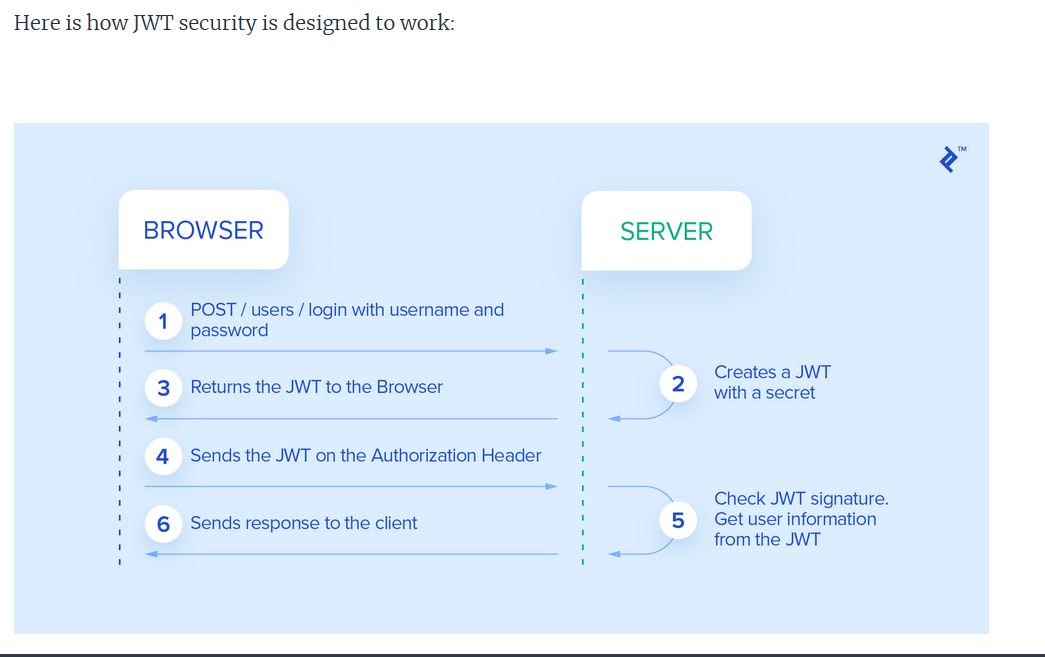 Here is how JWT security is designed to work:
TM
BROWSER
SERVER
1
POST / users / login with username and
password
2
Creates a JWT
with a secret
3
Returns the JWT to the Browser
4
Sends the JWT on the Authorization Header
5
Check JWT signature.
Get user information
from the JWT
6
Sends response to the client